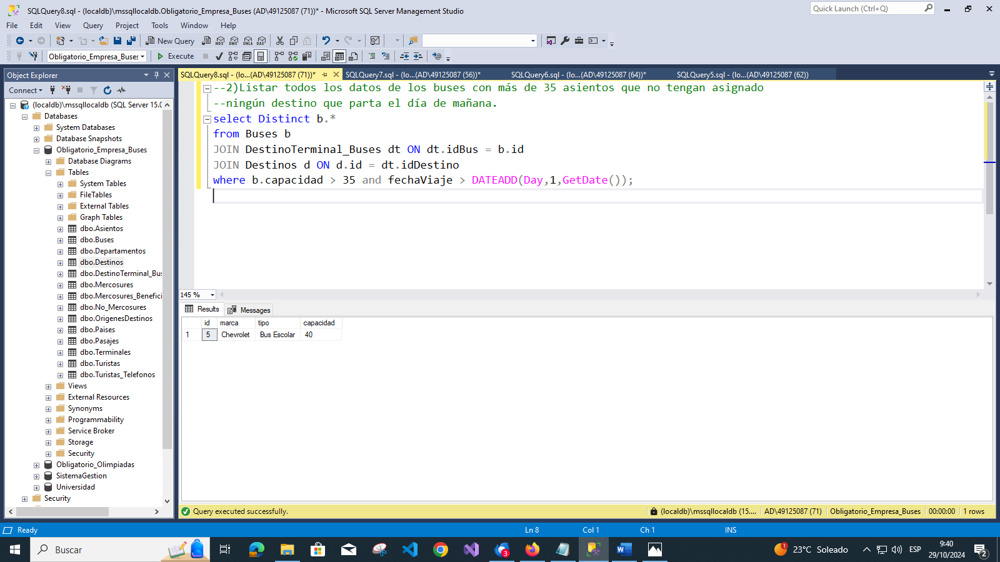 SQLQuery8.sql - (localdb)\mssqllocaldb.Obligatorio_Empresa_Buses (AD\49125087 (71))* - Microsoft SQL Server Management Studio
Quick Launch (Ctrl+Q)
File Edit View Query Project Tools Window Help
New Query MDX DMX XMLA DAX
Obligatorio_Empresa_Buses Execute
Object Explorer
Connect
(localdb)\mssqllocaldb (SQL Server 15.0
Databases
System Databases
Database Snapshots
Obligatorio_Empresa_Buses
Database Diagrams
Tables
System Tables
FileTables
External Tables
Graph Tables
dbo.Asientos
dbo.Buses
dbo.Departamentos
dbo.Destinos
dbo.DestinoTerminal_Bus
dbo.Mercosures
dbo.Mercosures_Benefici
dbo.No_Mercosures
dbo.OrigenesDestinos
dbo.Paises
dbo.Pasajes
dbo.Terminales
dbo.Turistas
dbo.Turistas_Telefonos
Views
External Resources
Synonyms
Programmability
Service Broker
Storage
Security
Obligatorio_Olimpiadas
SistemaGestion
Universidad
Security
SQLQuery8.sql - (lo...(AD\49125087 (71))* SQLQuery7.sql - (lo...(AD\49125087 (56))* SQLQuery6.sql - (lo...(AD\49125087 (64))* SQLQuery5.sql - (lo...(AD\49125087 (62))
--2)Listar todos los datos de los buses con más de 35 asientos que no tengan asignado
--ningún destino que parta el día de mañana.
select Distinct b.*
from Buses b
JOIN DestinoTerminal_Buses dt ON dt.idBus = b.id
JOIN Destinos d ON d.id = dt.idDestino
where b.capacidad > 35 and fechaViaje > DATEADD(Day,1,GetDate());
145 %
Results Messages
id marca tipo capacidad
1 5 Chevrolet Bus Escolar 40
Query executed successfully. (localdb)\mssqllocaldb (15.... AD\49125087 (71) Obligatorio_Empresa_Buses 00:00:00 1 rows
Ready Ln 8 Col 1 Ch 1 INS
Buscar 3 1 23°C Soleado ESP 9:40
29/10/2024 2